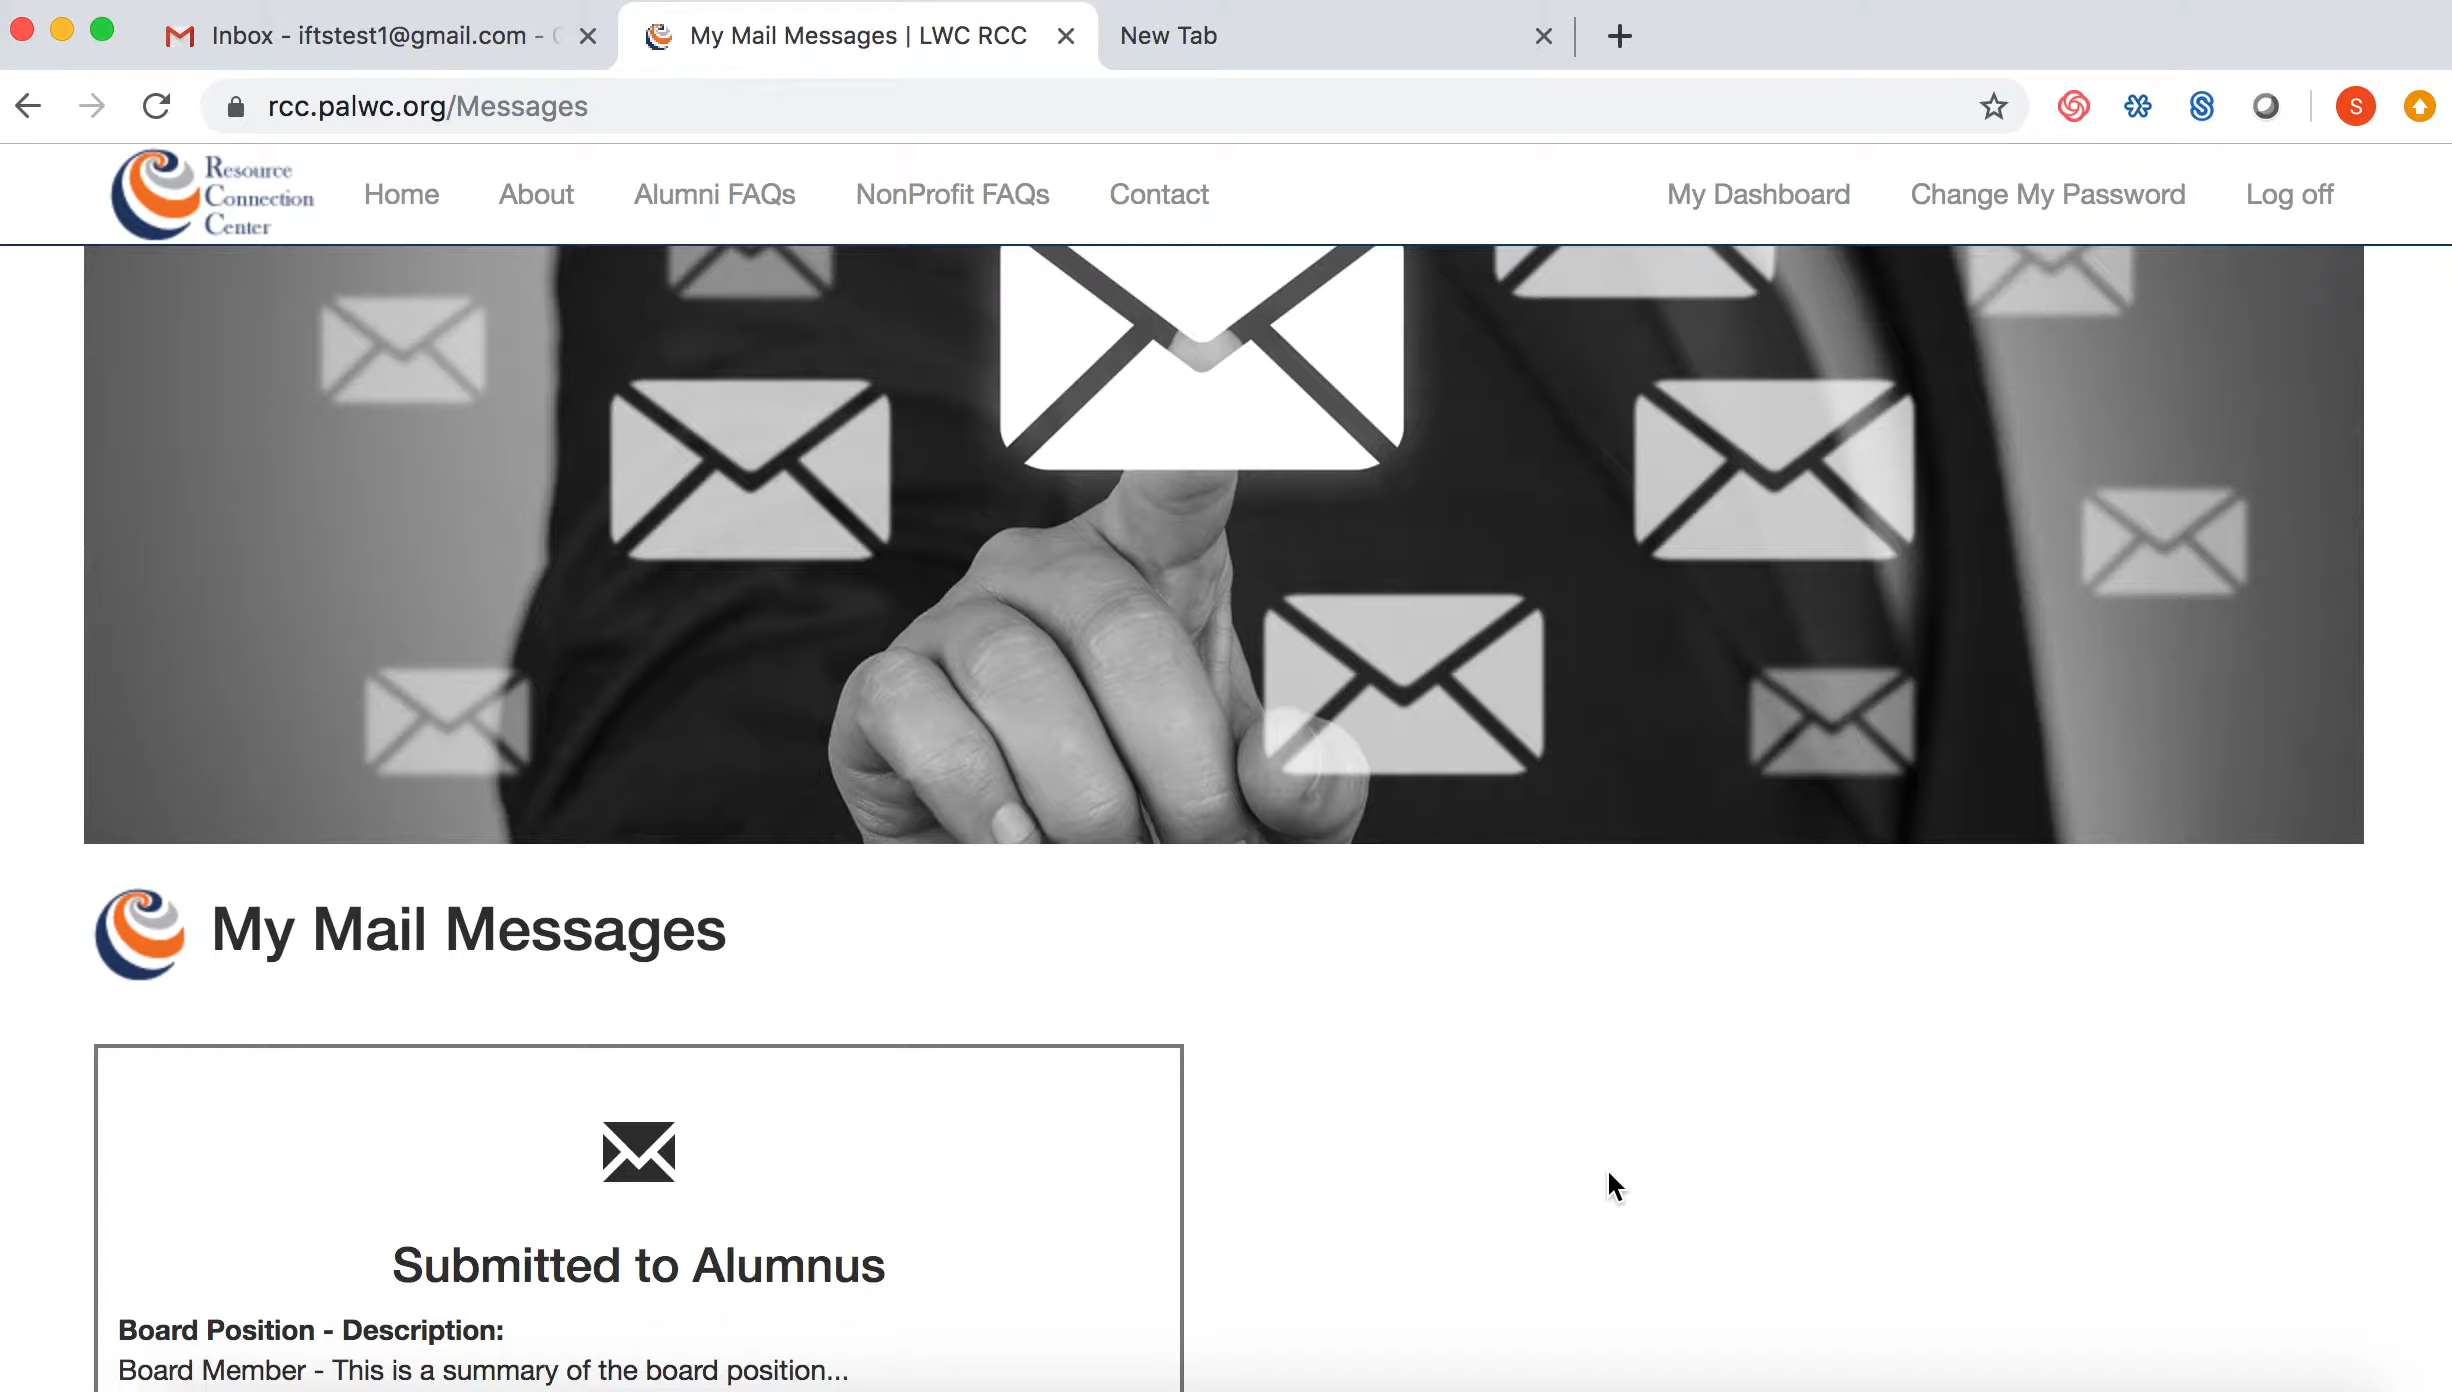 Inbox - iftstest1@gmail.com -
My Mail Messages | LWC RCC
New Tab
rcc.palwc.org/Messages
S
Resource
Connection
Center
Home
About
Alumni FAQs
NonProfit FAQs
Contact
My Dashboard
Change My Password
Log off
My Mail Messages
Submitted to Alumnus
Board Position - Description:
Board Member - This is a summary of the board position...